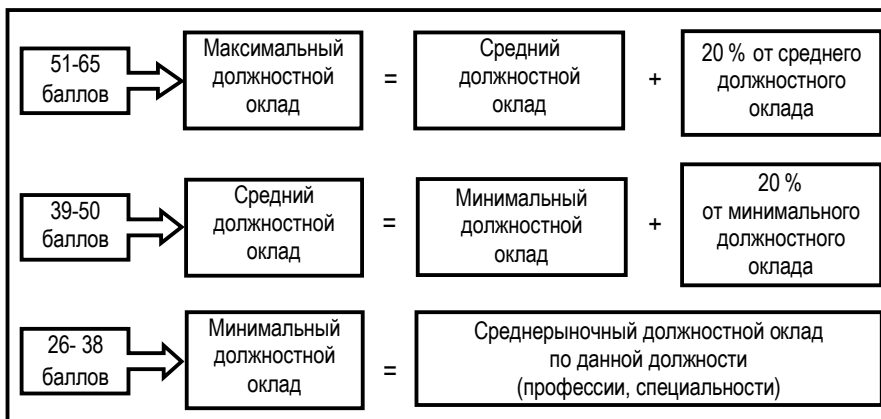 51-65
баллов
Максимальный
должностной
оклад
=
Средний
должностной
оклад
+
20 % от среднего
должностного
оклада
39-50
баллов
Средний
должностной
оклад
=
Минимальный
должностной
оклад
+
20 %
от минимального
должностного
оклада
26- 38
баллов
Минимальный
должностной
оклад
=
Среднерыночный должностной оклад
по данной должности
(профессии, специальности)